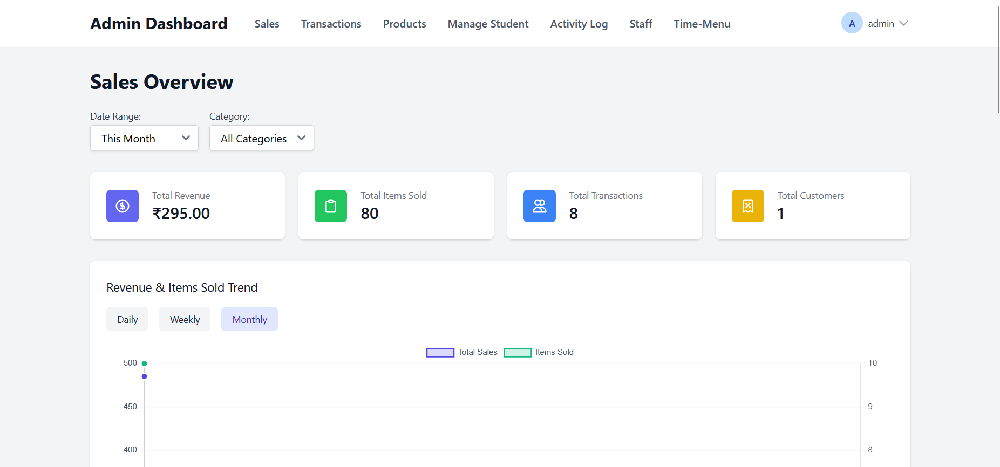 Admin Dashboard Sales Transactions Products Manage Student Activity Log Staff Time-Menu A admin
Sales Overview
Date Range: Category:
This Month All Categories
Total Revenue Total Items Sold Total Transactions Total Customers
₹295.00 80 8 1
Revenue & Items Sold Trend
Daily Weekly Monthly
Total Sales Items Sold
500 10
450 9
400 8